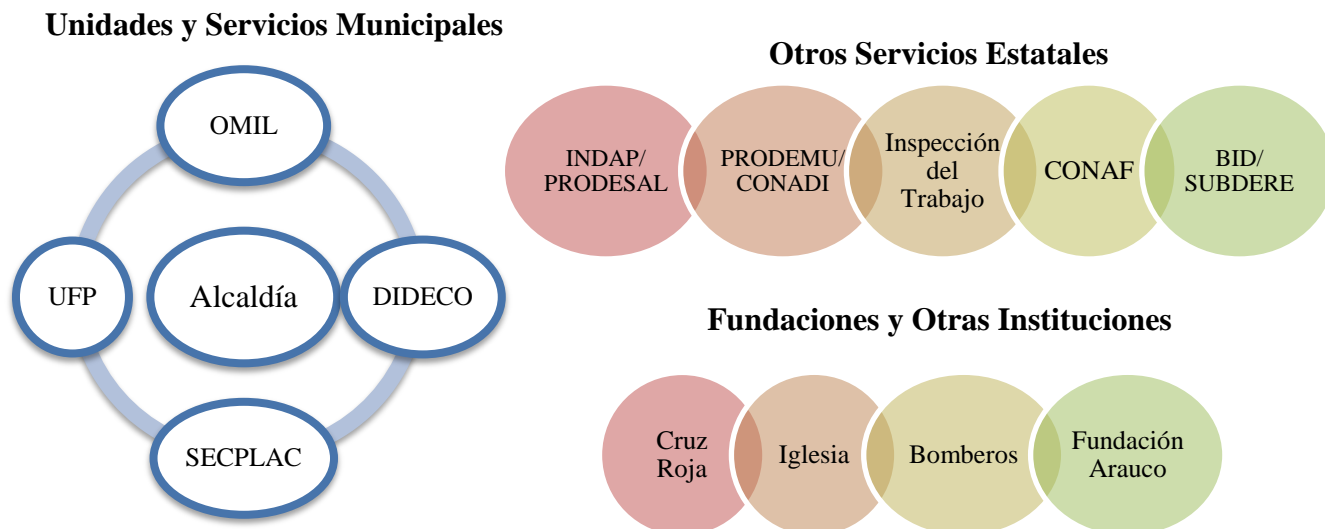 Unidades y Servicios Municipales
OMIL
UFP
Alcaldía
DIDECO
SECPLAC
Otros Servicios Estatales
INDAP/
PRODESAL
PRODEMU/
CONADI
Inspección
del
Trabajo
CONAF
BID/
SUBDERE
Fundaciones y Otras Instituciones
Cruz
Roja
Iglesia
Bomberos
Fundación
Arauco